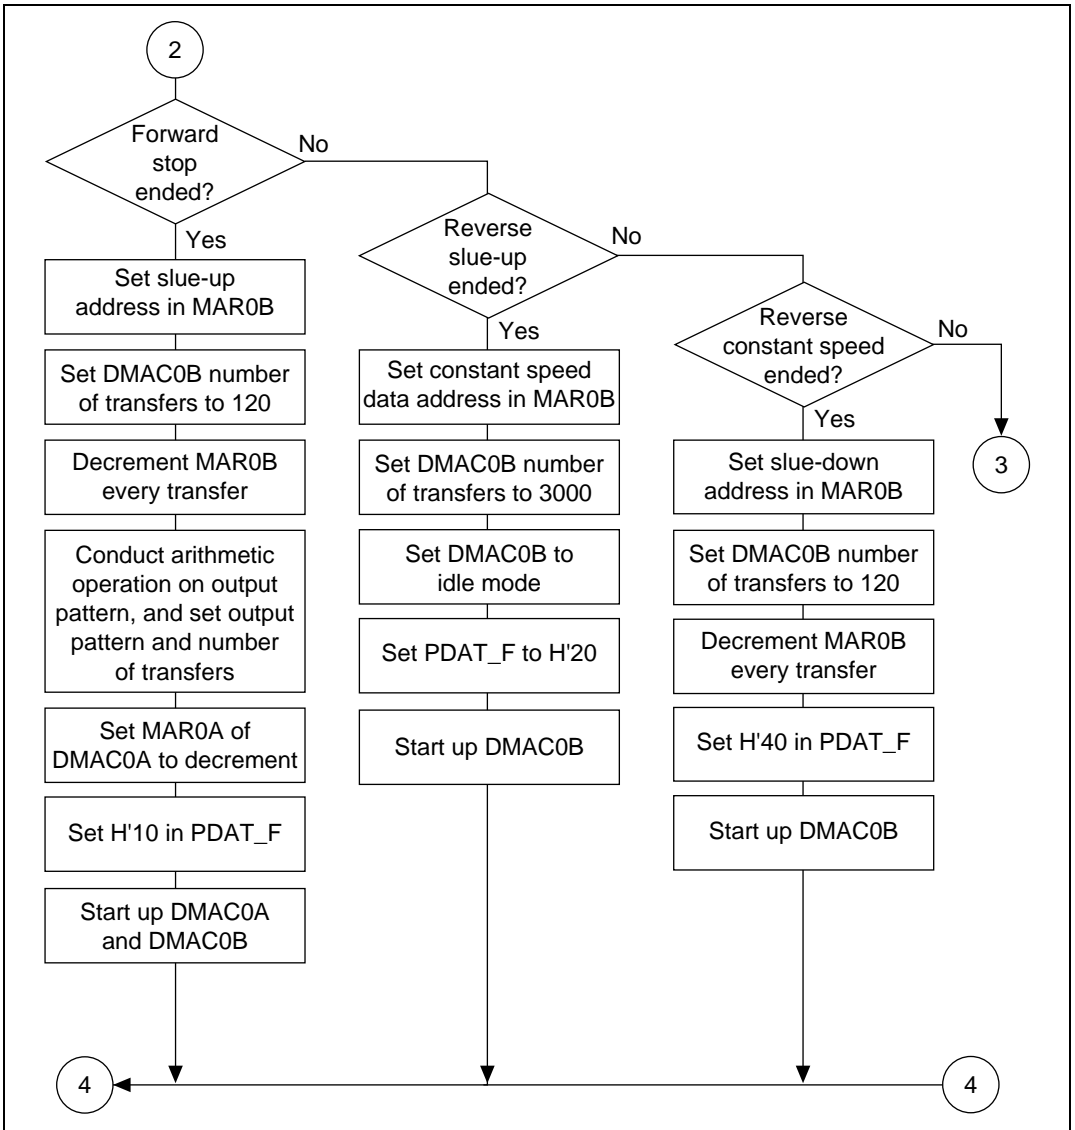 2
Forward
stop
ended?
No
Yes
Set slue-up
address in MAR0B
Set DMAC0B number
of transfers to 120
Decrement MAR0B
every transfer
Conduct arithmetic
operation on output
pattern, and set output
pattern and number
of transfers
Set MAR0A of
DMAC0A to decrement
Set H'10 in PDAT_F
Start up DMAC0A
and DMAC0B
Reverse
slue-up
ended?
No
Yes
Set constant speed
data address in MAR0B
Set DMAC0B number
of transfers to 3000
Set DMAC0B to
idle mode
Set PDAT_F to H'20
Start up DMAC0B
Reverse
constant speed
ended?
No
Yes
3
Set slue-down
address in MAR0B
Set DMAC0B number
of transfers to 120
Decrement MAR0B
every transfer
Set H'40 in PDAT_F
Start up DMAC0B
4
4